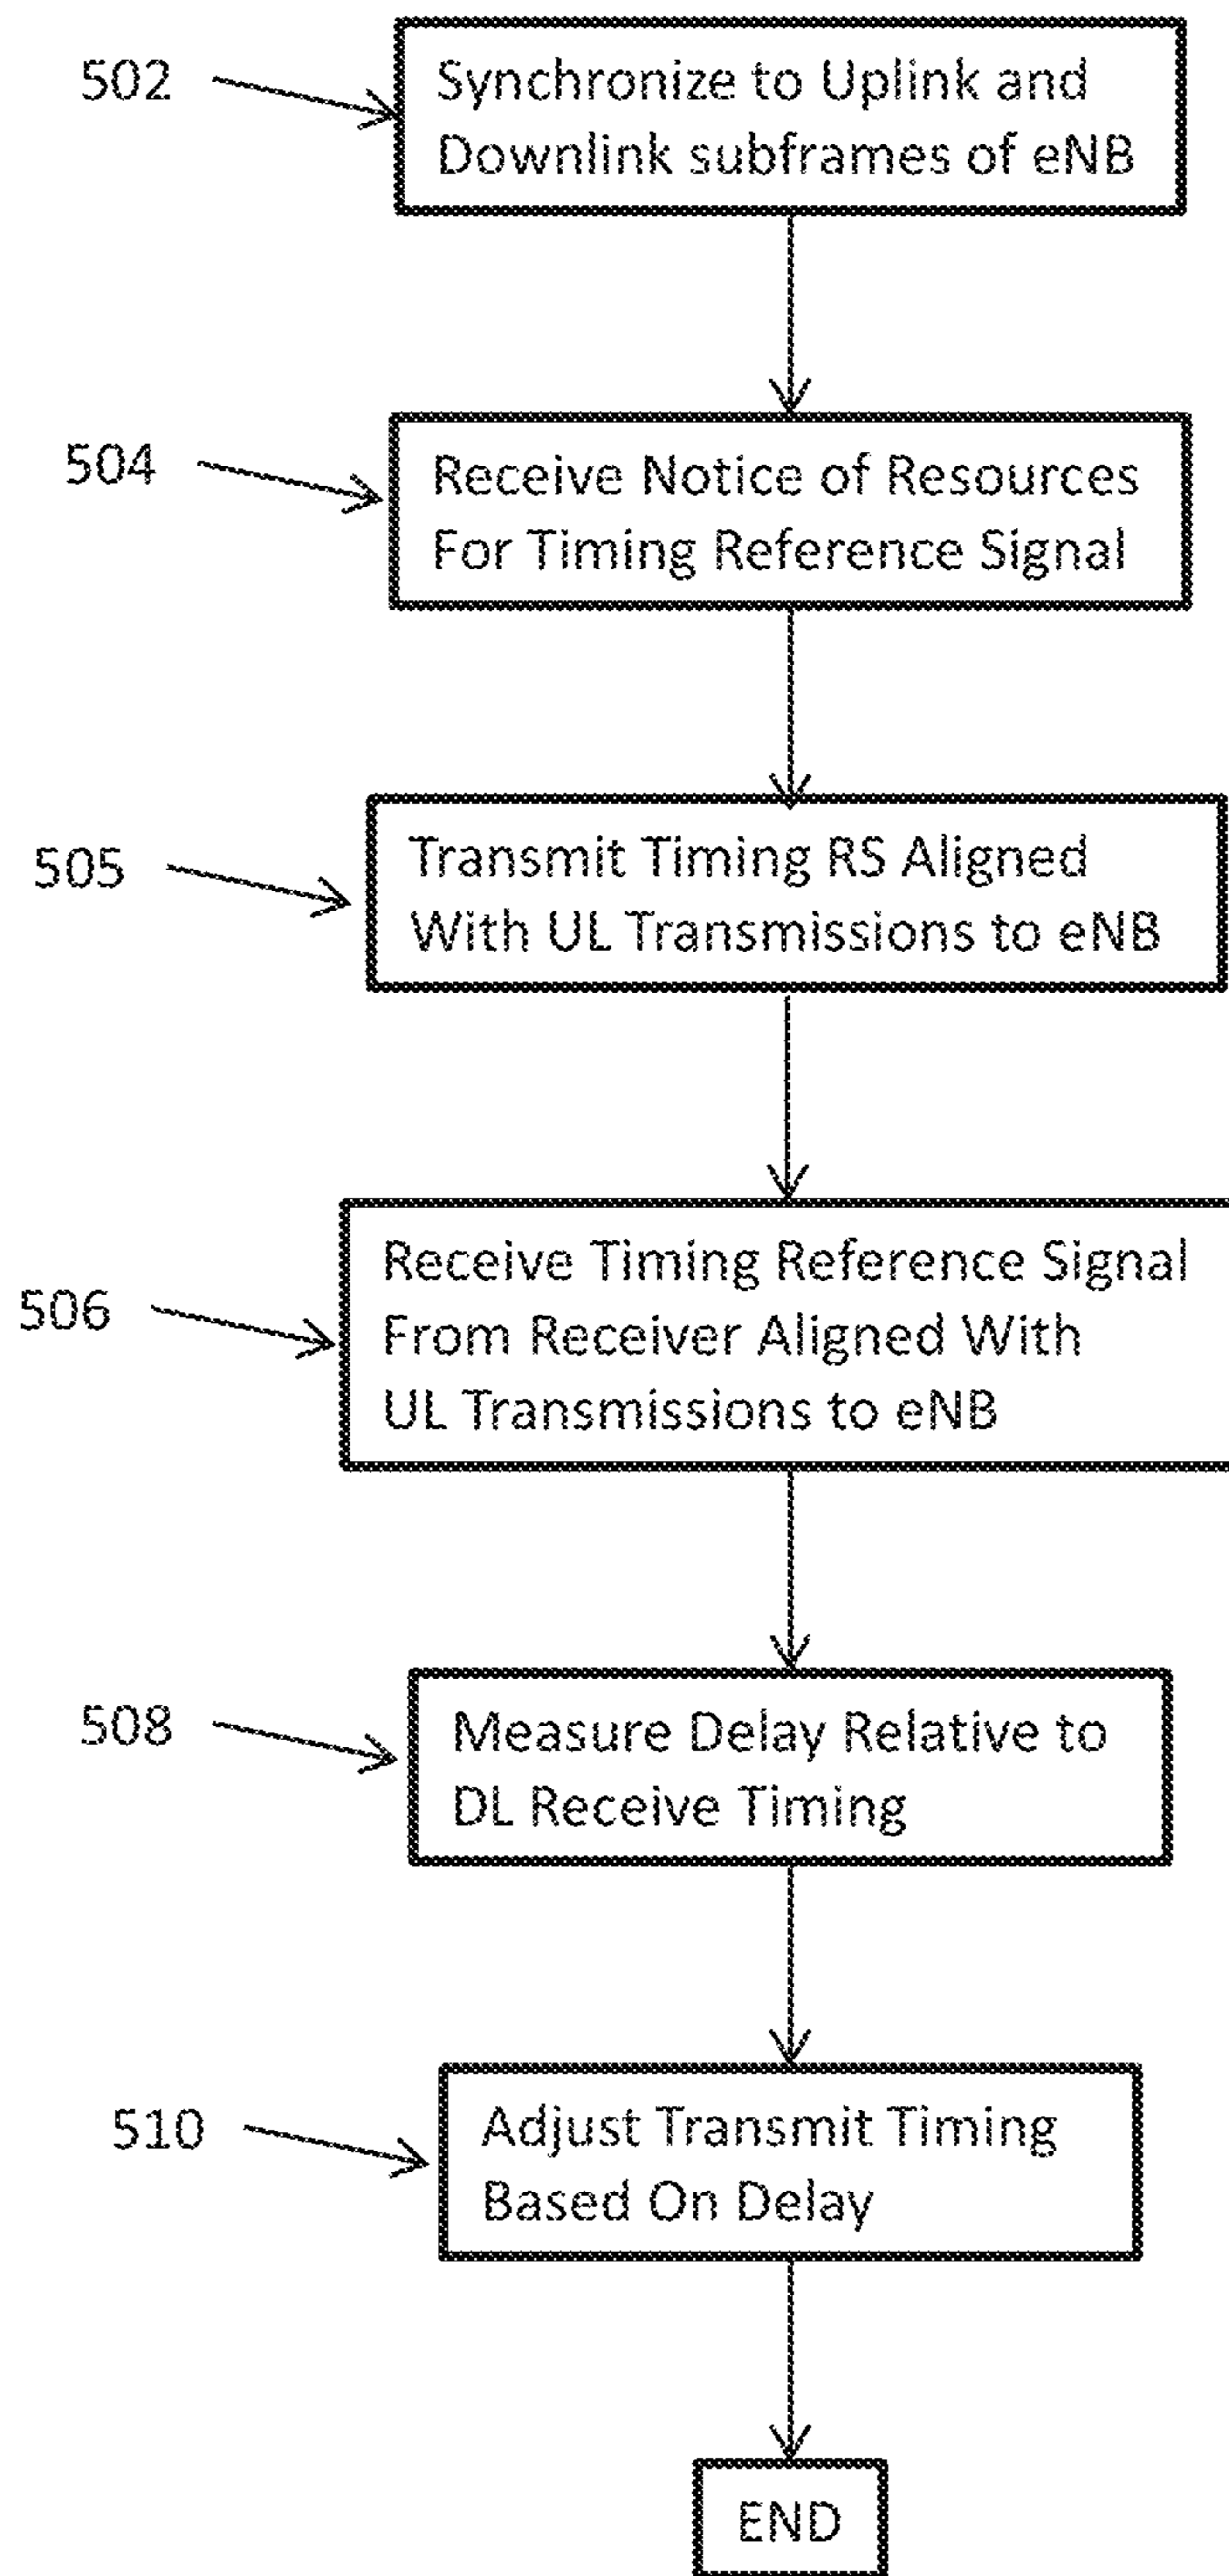 502
Synchronize to Uplink and
Downlink subframes of eNB
504
Receive Notice of Resources
For Timing Reference Signal
505
Transmit Timing RS Aligned
With UL Transmissions to eNB
506
Receive Timing Reference Signal
From Receiver Aligned With
UL Transmissions to eNB
508
Measure Delay Relative to
DL Receive Timing
510
Adjust Transmit Timing
Based On Delay
END